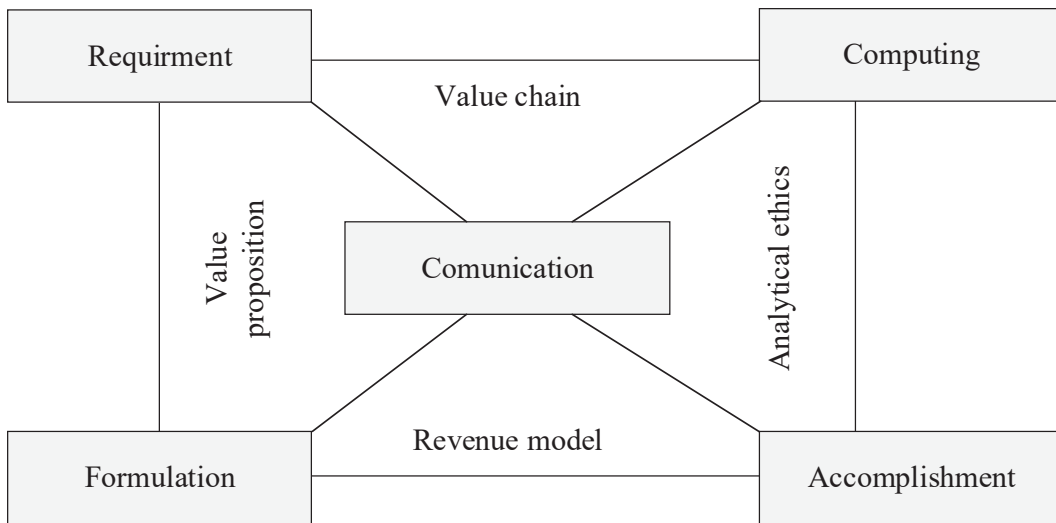 Requirment
Computing
Value chain
Value
proposition
Comunication
Analytical ethics
Revenue model
Formulation
Accomplishment